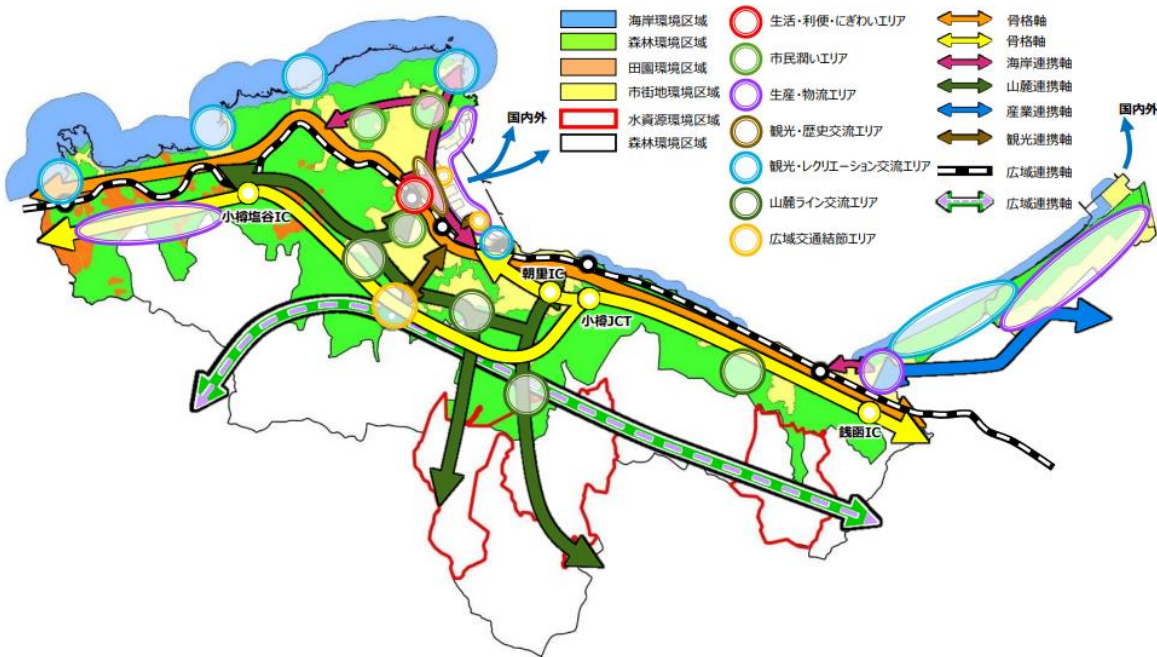 海岸環境区域
森林環境区域
田園環境区域
市街地環境区域
水資源環境区域
森林環境区域
生活・利便・にぎわいエリア
市民潤いエリア
生産・物流エリア
観光・歴史交流エリア
観光・レクリエーション交流エリア
山麓ライン交流エリア
広域交通結節エリア
骨格軸
骨格軸
海岸連携軸
山麓連携軸
産業連携軸
観光連携軸
広域連携軸
広域連携軸
国内外
国内外
小樽塩谷IC
朝里IC
小樽JCT
銭函IC